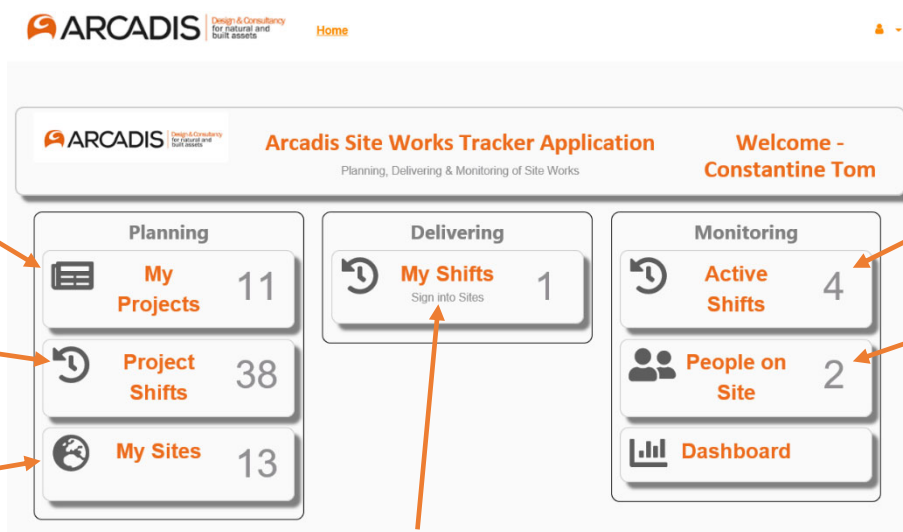 ARCADIS
Design & Consultancy
for natural and
built assets
Home
ARCADIS
Design & Consultancy
for natural and
built assets
Arcadis Site Works Tracker Application
Planning, Delivering & Monitoring of Site Works
Welcome -
Constantine Tom
Planning
My
Projects
11
Project
Shifts
38
My Sites
13
Delivering
My Shifts
Sign into Sites
1
Monitoring
Active
Shifts
4
People on
Site
2
Dashboard